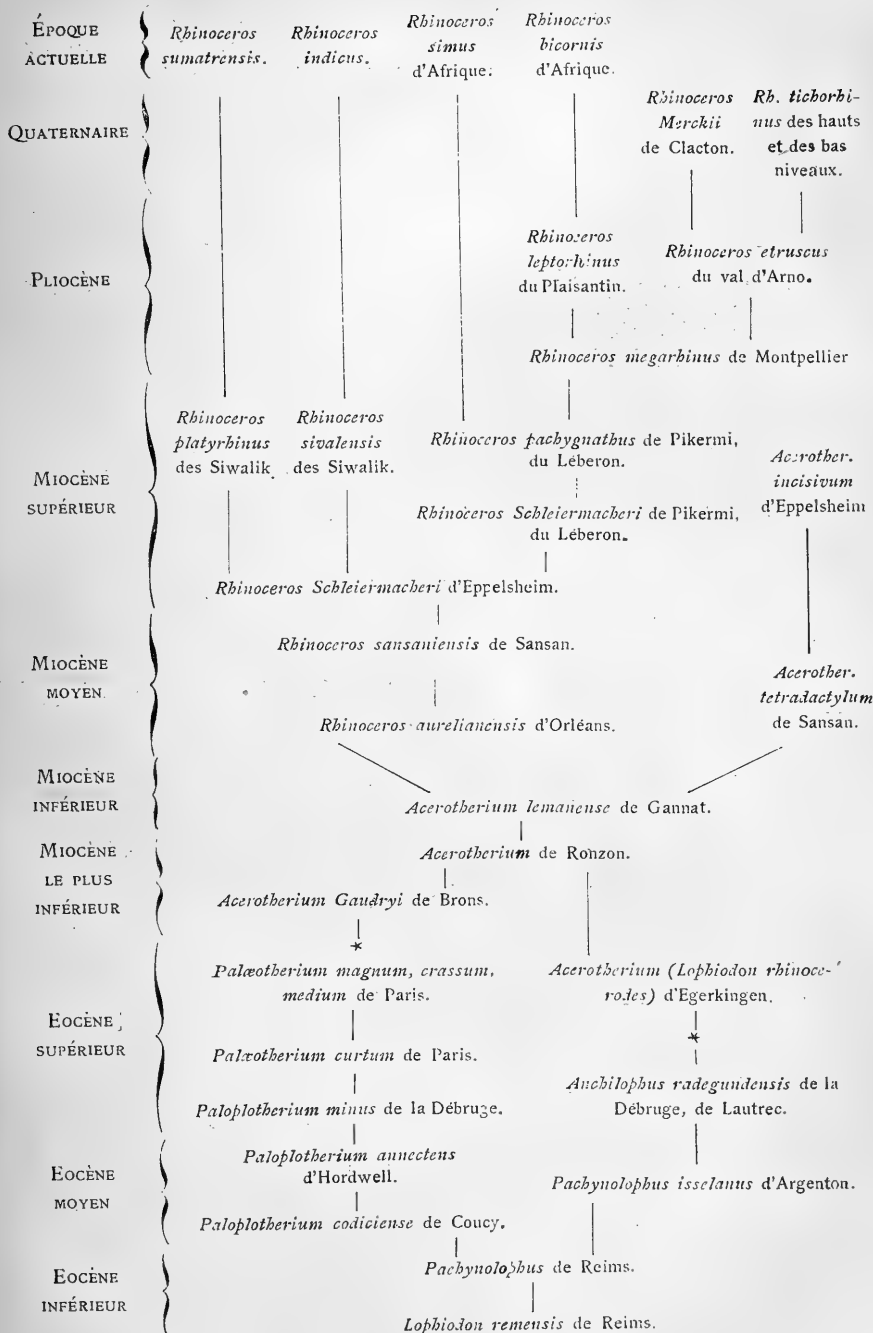 ÉPOQUE
ACTUELLE
Rhinoceros
sumatrensis.
Rhinoceros
indicus.
Rhinoceros
simus
d'Afrique.
Rhinoceros
bicornis
d'Afrique.
QUATERNAIRE
Rhinoceros
Merckii
de Clacton.
Rh. tichorhi-
nus des hauts
et des bas
niveaux.
PLIOCÈNE
Rhinoceros
leptorhinus
du Plaisantin.
Rhinoceros etruscus
du val d'Arno.
Rhinoceros megarhinus de Montpellier
MIOCÈNE
SUPÉRIEUR
Rhinoceros
platyrhinus
des Siwalik
Rhinoceros
sivalensis
des Siwalik.
Rhinoceros pachygnathus de Pikermi,
du Léberon.
Acerother.
incisivum
d'Eppelsheim
Rhinoceros Schleiermacheri de Pikermi,
du Léberon.
Rhinoceros Schleiermacheri d'Eppelsheim.
MIOCÈNE
MOYEN
Rhinoceros sansaniensis de Sansan.
Acerother.
tetradactylum
de Sansan.
Rhinoceros aurelianensis d'Orléans.
MIOCÈNE
INFÉRIEUR
Acerotherium lemanense de Gannat.
MIOCÈNE
LE PLUS
INFÉRIEUR
Acerotherium de Ronzon.
Acerotherium Gaudryi de Brons.
EOCÈNE
SUPÉRIEUR
Palæotherium magnum, crassum,
medium de Paris.
Acerotherium (Lophiodon rhinoce-
rodes) d'Egerkingen.
Palæotherium curtum de Paris.
Paloplotherium minus de la Débruge.
Anchilophus radegundensis de la
Débruge, de Lautrec.
EOCÈNE
MOYEN
Paloplotherium annectens
d'Hordwell.
Pachynolophus isselanus d'Argenton.
Paloplotherium codiciense de Coucy.
EOCÈNE
INFÉRIEUR
Pachynolophus de Reims.
Lophiodon remensis de Reims.